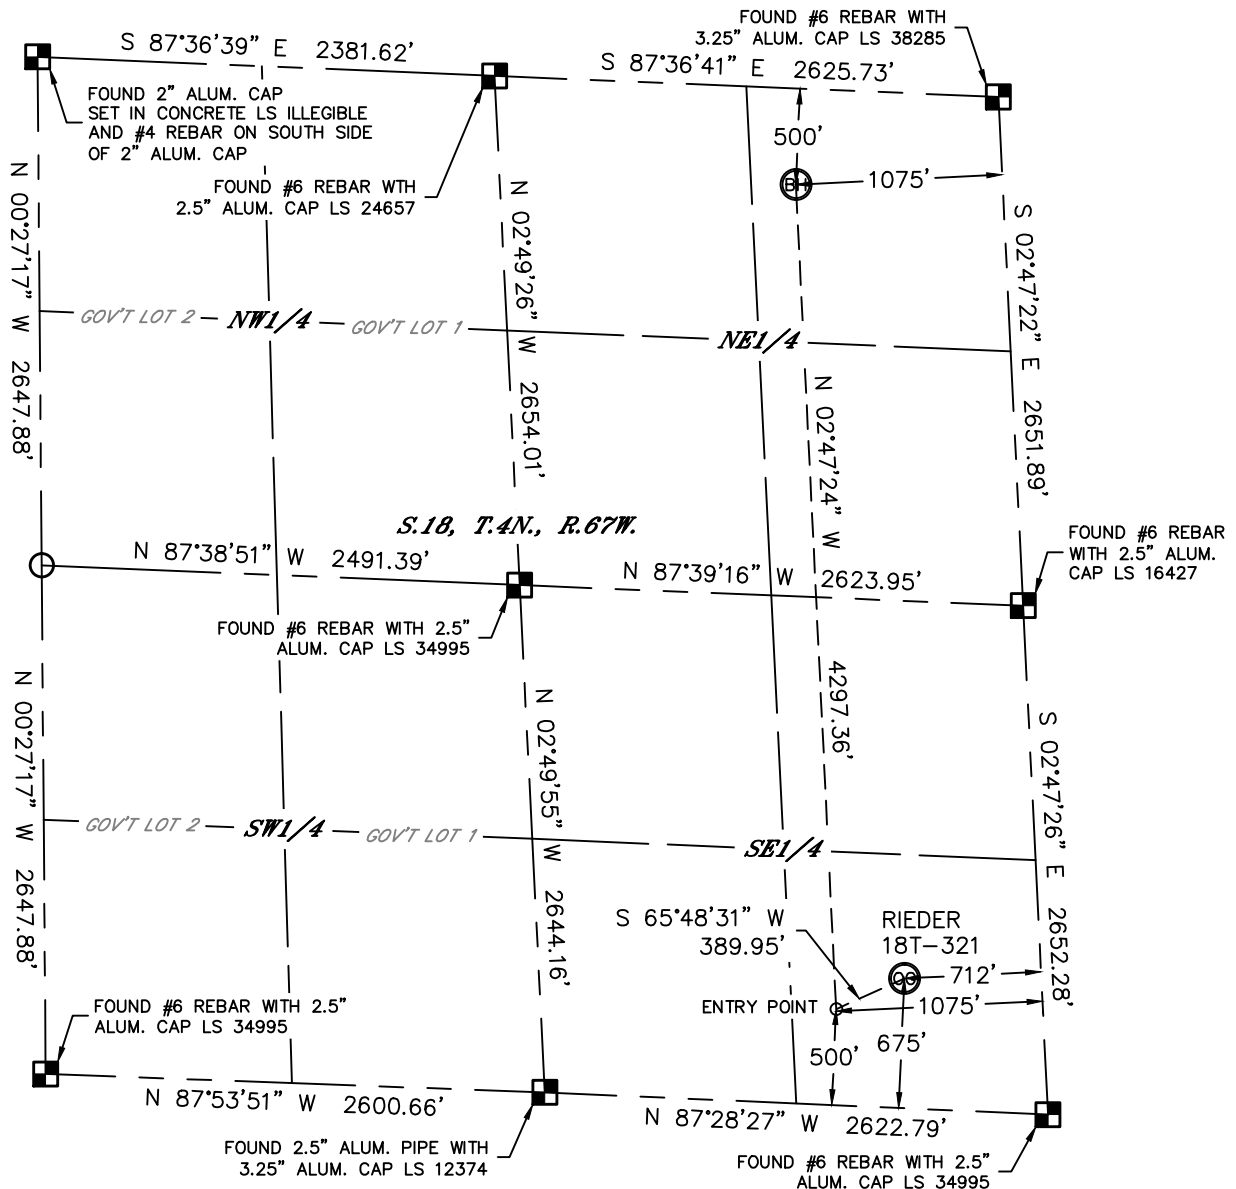 FOUND #6 REBAR WITH
3.25" ALUM. CAP LS 38285
S 87°36'39" E 2381.62'
S 87°36'41" E 2625.73'
FOUND 2" ALUM. CAP
SET IN CONCRETE LS ILLEGIBLE
AND #4 REBAR ON SOUTH SIDE
OF 2" ALUM. CAP
500'
BH
1075'
FOUND #6 REBAR WTH
2.5" ALUM. CAP LS 24657
N 00°27'17" W 2647.88'
N 02°49'26" W 2654.01'
S 02°47'22" E 2651.89'
GOV'T LOT 2
NW1/4
GOV'T LOT 1
NE1/4
N 02°47'24" W 4297.36'
S.18, T.4N., R.67W.
N 87°38'51" W 2491.39'
N 87°39'16" W 2623.95'
FOUND #6 REBAR
WITH 2.5" ALUM.
CAP LS 16427
FOUND #6 REBAR WITH 2.5"
ALUM. CAP LS 34995
N 00°27'17" W 2647.88'
N 02°49'55" W 2644.16'
S 02°47'26" E 2652.28'
GOV'T LOT 2
SW1/4
GOV'T LOT 1
SE1/4
S 65°48'31" W
389.95'
RIEDER
18T-321
OG
712'
ENTRY POINT
1075'
500'
675'
FOUND #6 REBAR WITH 2.5"
ALUM. CAP LS 34995
N 87°53'51" W 2600.66'
N 87°28'27" W 2622.79'
FOUND 2.5" ALUM. PIPE WITH
3.25" ALUM. CAP LS 12374
FOUND #6 REBAR WITH 2.5"
ALUM. CAP LS 34995